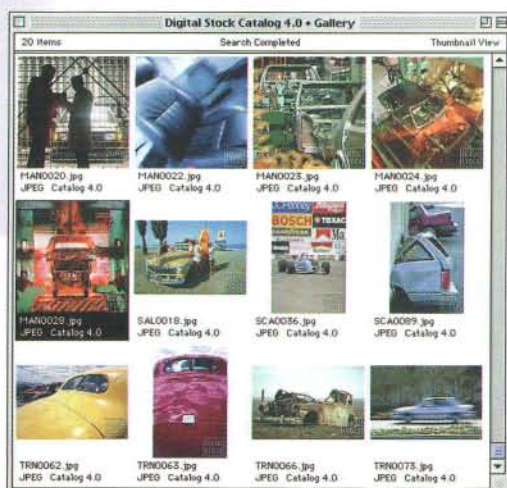 Digital Stock Catalog 4.0 • Gallery
20 Items Search Completed Thumbnail View
MAN0020.jpg MAN0022.jpg MAN0023.jpg MAN0024.jpg
JPEG Catalog 4.0 JPEG Catalog 4.0 JPEG Catalog 4.0 JPEG Catalog 4.0
BOSCH TEXAC
MAN0028.jpg SAL0018.jpg SCA0036.jpg SCA0089.jpg
JPEG Catalog 4.0 JPEG Catalog 4.0 JPEG Catalog 4.0 JPEG Catalog 4.0
TRN0062.jpg TRN0063.jpg TRN0066.jpg TRN0073.jpg
JPEG Catalog 4.0 JPEG Catalog 4.0 JPEG Catalog 4.0 JPEG Catalog 4.0